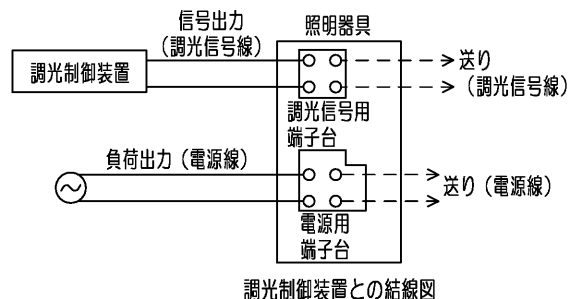 信号出力
(調光信号線)
照明器具
調光制御装置
送り
(調光信号線)
調光信号用
端子台
負荷出力(電源線)
送り(電源線)
電源用
端子台
調光制御装置との結線図